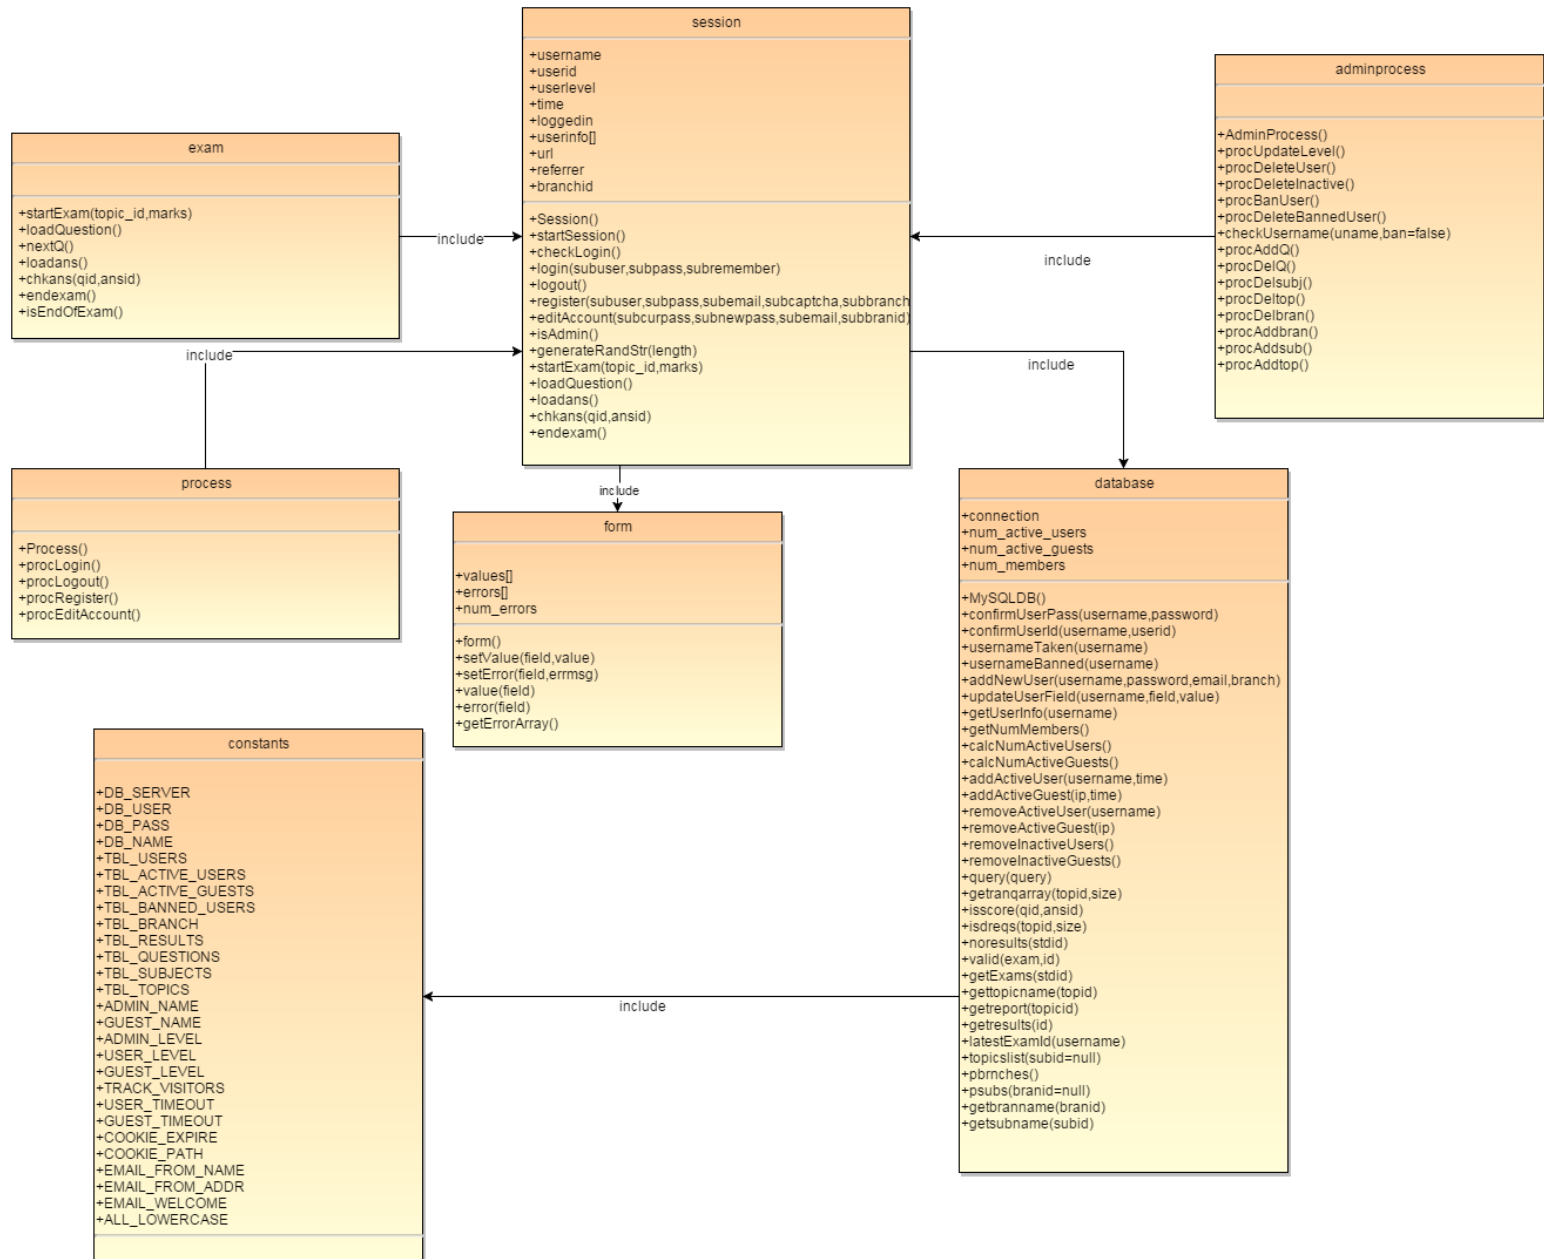 session
+username
+userid
+userlevel
+time
+loggedin
+userinfo[]
+url
+referrer
+branchid
+Session()
+startSession()
+checkLogin()
+login(subuser,subpass,subremember)
+logout()
+register(subuser,subpass,subemail,subcaptcha,subbranch
+editAccount(subcurpass,subnewpass,subemail,subbranid)
+isAdmin()
+generateRandStr(length)
+startExam(topic_id,marks)
+loadQuestion()
+loadans()
+chkans(qid,ansid)
+endexam()
adminprocess
+AdminProcess()
+procUpdateLevel()
+procDeleteUser()
+procDeleteInactive()
+procBanUser()
+procDeleteBannedUser()
+checkUsername(uname,ban=false)
+procAddQ()
+procDelQ()
+procDelsubj()
+procDeltop()
+procDelbran()
+procAddbran()
+procAddsub()
+procAddtop()
exam
+startExam(topic_id,marks)
+loadQuestion()
+nextQ()
+loadans()
+chkans(qid,ansid)
+endexam()
+isEndOfExam()
include
include
include
include
include
process
+Process()
+procLogin()
+procLogout()
+procRegister()
+procEditAccount()
form
+values[]
+errors[]
+num_errors
+form()
+setValue(field,value)
+setError(field,errmsg)
+value(field)
+error(field)
+getErrorArray()
database
+connection
+num_active_users
+num_active_guests
+num_members
+MySQLDB()
+confirmUserPass(username,password)
+confirmUserId(username,userid)
+usernameTaken(username)
+usernameBanned(username)
+addNewUser(username,password,email,branch)
+updateUserField(username,field,value)
+getUserInfo(username)
+getNumMembers()
+calcNumActiveUsers()
+calcNumActiveGuests()
+addActiveUser(username,time)
+addActiveGuest(ip,time)
+removeActiveUser(username)
+removeActiveGuest(ip)
+removeInactiveUsers()
+removeInactiveGuests()
+query(query)
+getranqarray(topid,size)
+isscore(qid,ansid)
+isdreqs(topid,size)
+noresults(stdid)
+valid(exam,id)
+getExams(stdid)
+gettopicname(topid)
+getreport(topicid)
+getresults(id)
+latestExamId(username)
+topicslist(subid=null)
+pbrnches()
+psubs(branid=null)
+getbranname(branid)
+getsubname(subid)
include
constants
+DB_SERVER
+DB_USER
+DB_PASS
+DB_NAME
+TBL_USERS
+TBL_ACTIVE_USERS
+TBL_ACTIVE_GUESTS
+TBL_BANNED_USERS
+TBL_BRANCH
+TBL_RESULTS
+TBL_QUESTIONS
+TBL_SUBJECTS
+TBL_TOPICS
+ADMIN_NAME
+GUEST_NAME
+ADMIN_LEVEL
+USER_LEVEL
+GUEST_LEVEL
+TRACK_VISITORS
+USER_TIMEOUT
+GUEST_TIMEOUT
+COOKIE_EXPIRE
+COOKIE_PATH
+EMAIL_FROM_NAME
+EMAIL_FROM_ADDR
+EMAIL_WELCOME
+ALL_LOWERCASE